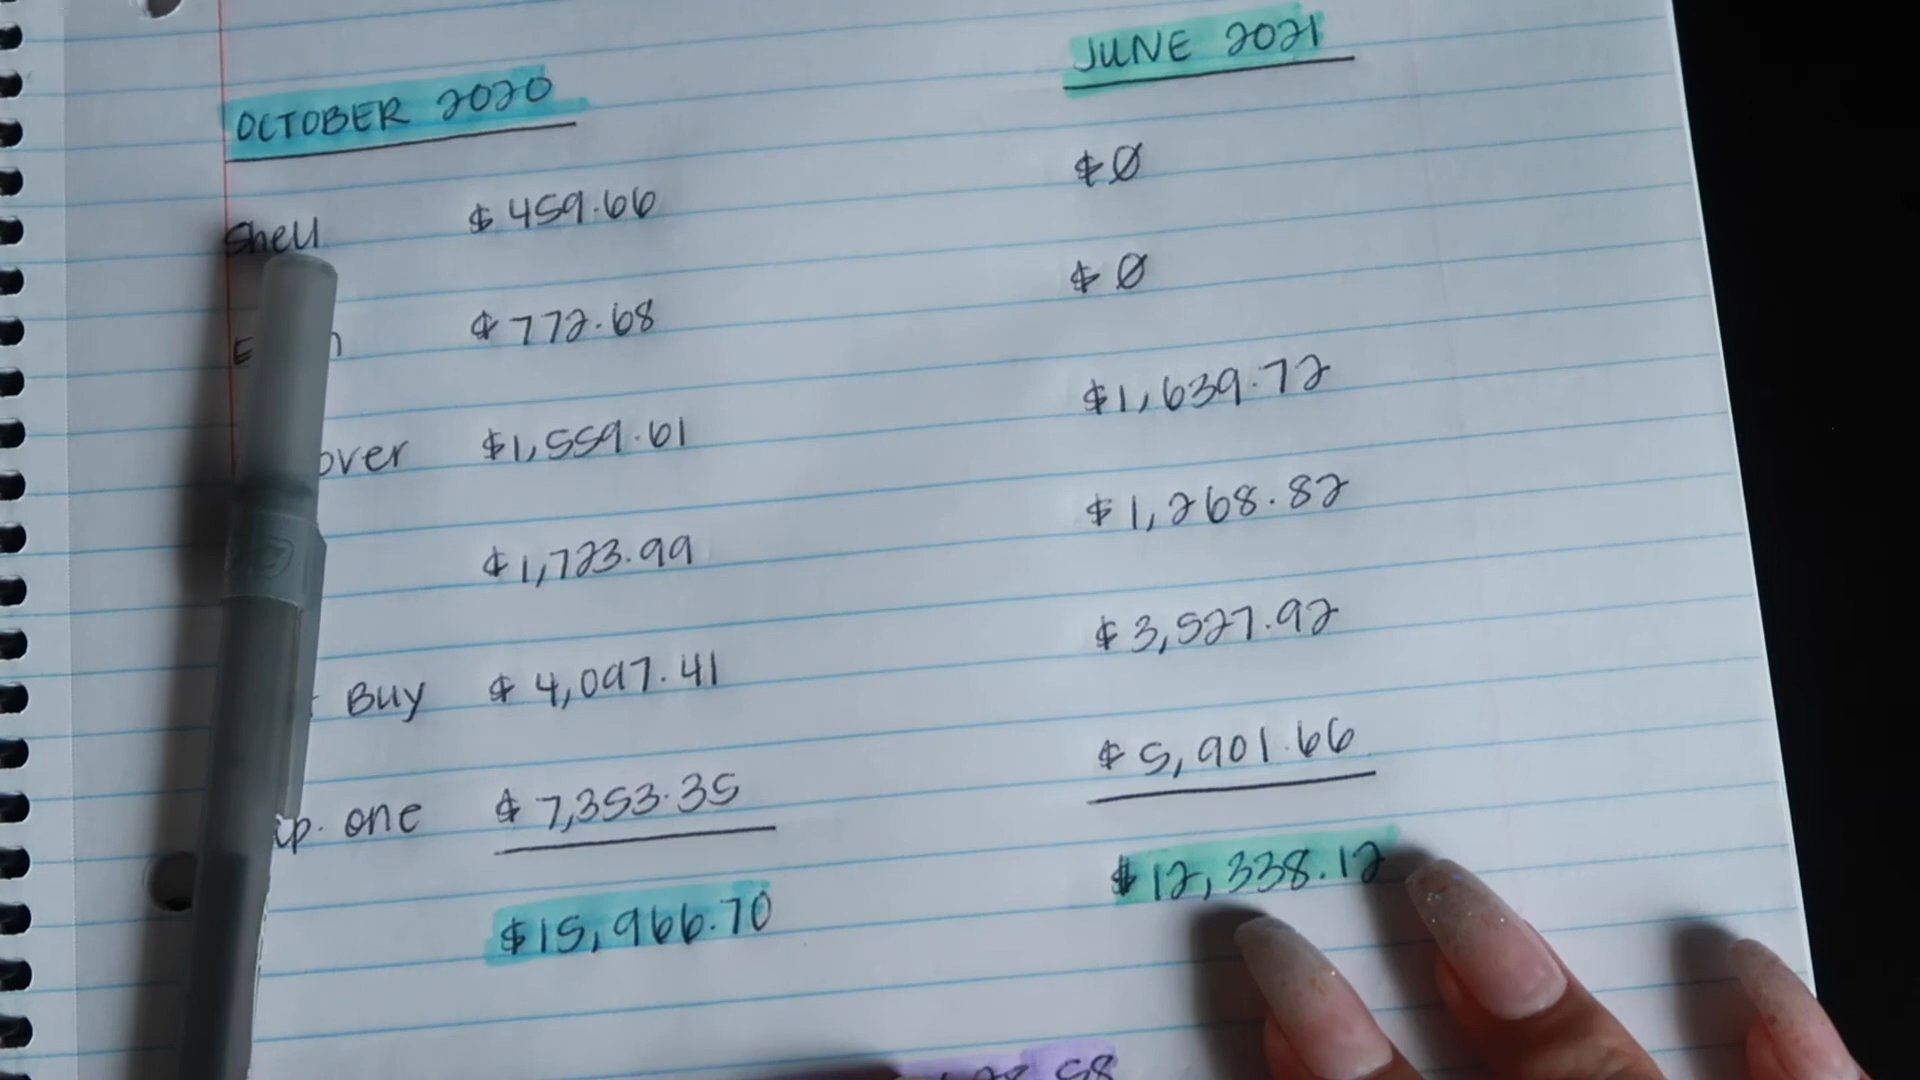 OCTOBER 2020 JUNE 2021
Shell $459.66 $0
$772.68 $0
$1,559.61 $1,639.72
$1,723.99 $1,268.82
Buy $4,097.41 $3,527.92
one $7,353.35 $5,901.66
$15,966.70 $12,338.12
58